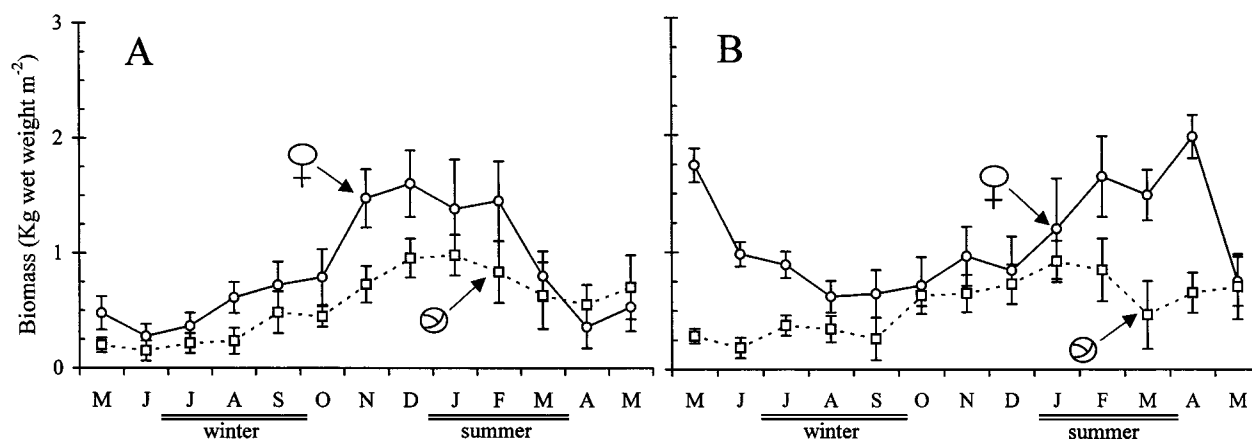 Biomass (Kg wet weight m-2)
3
2
1
0
A
B
M J J A S O N D J F M A M
M J J A S O N D J F M A M
winter summer winter summer